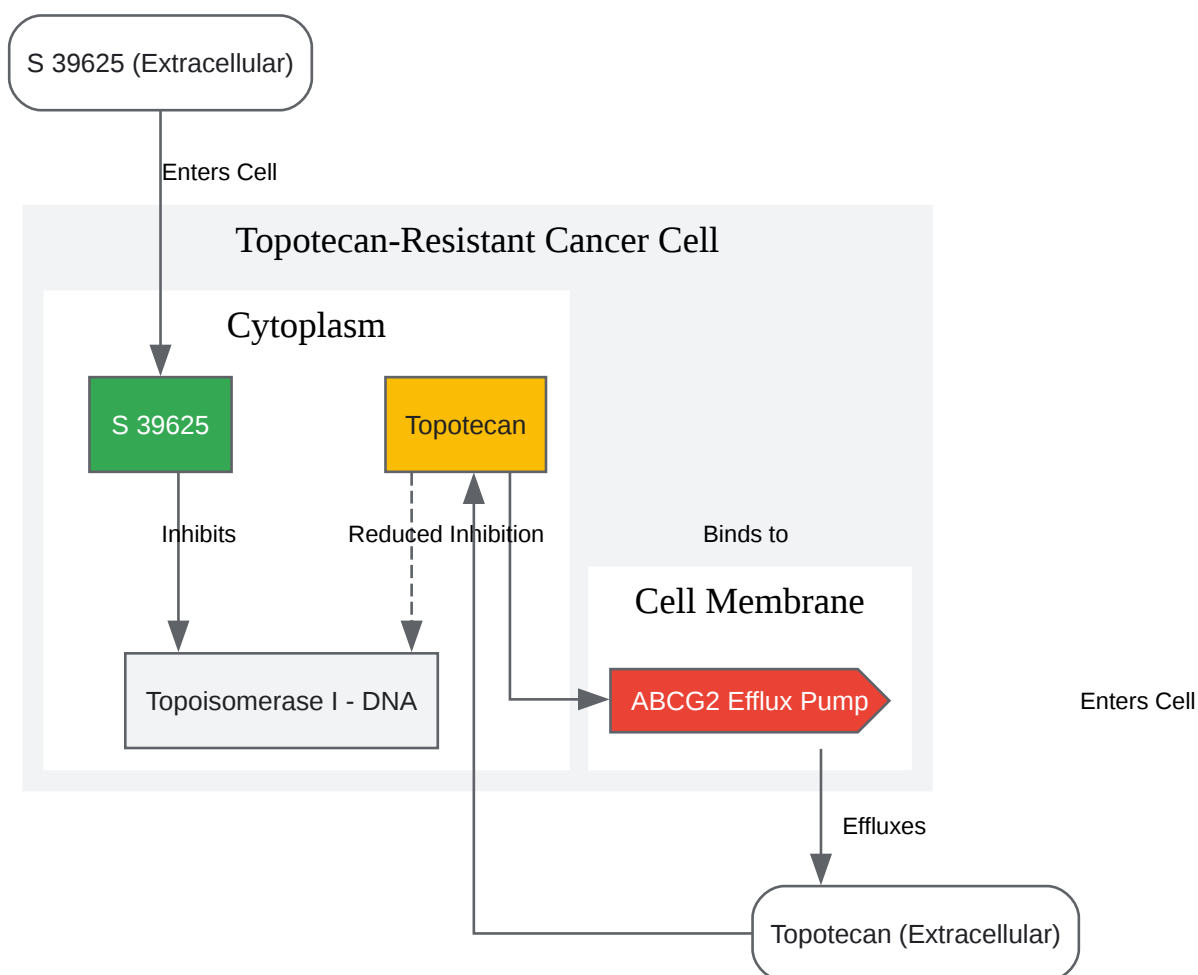 S 39625 (Extracellular)
Enters Cell
Topotecan-Resistant Cancer Cell
Cytoplasm
S 39625
Topotecan
Inhibits
Reduced Inhibition
Binds to
Cell Membrane
Topoisomerase I - DNA
ABCG2 Efflux Pump
Enters Cell
Effluxes
Topotecan (Extracellular)